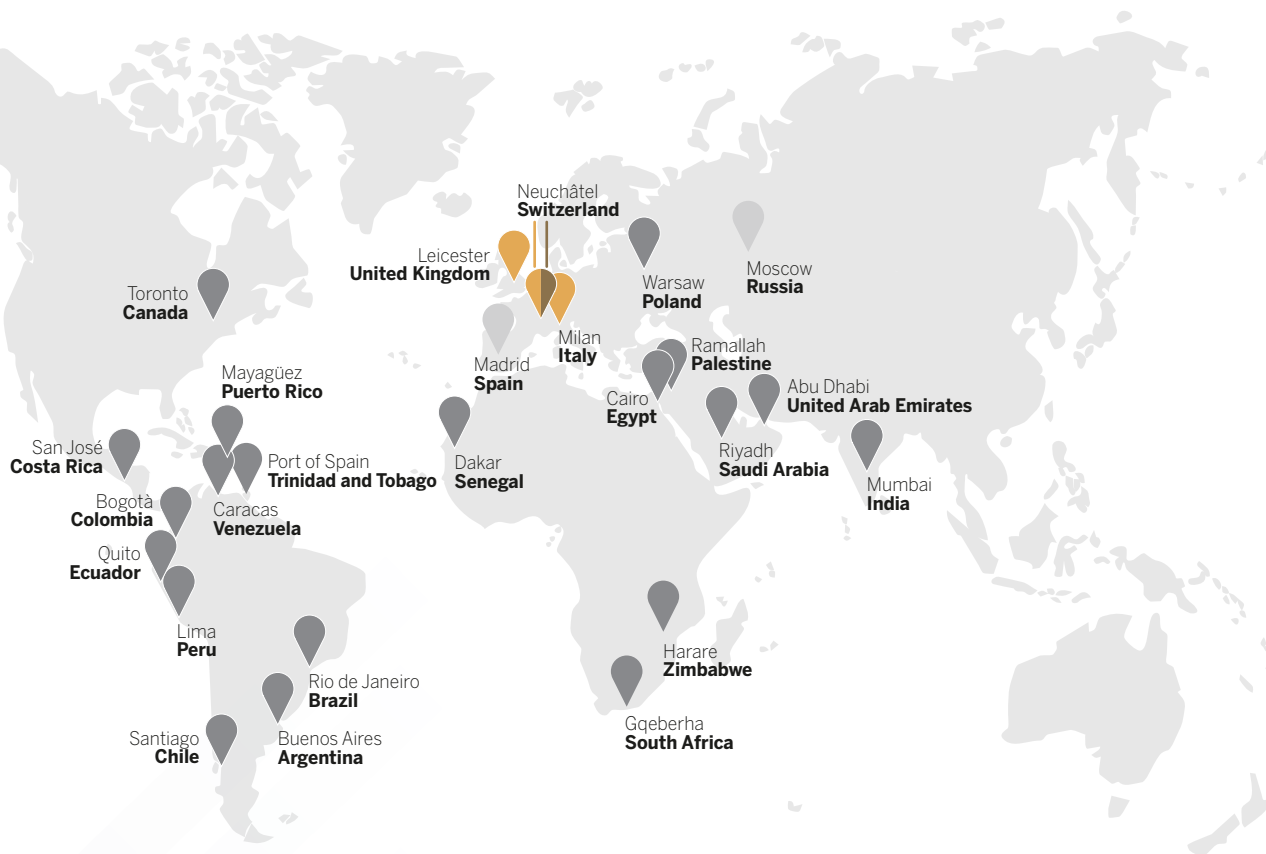 Neuchâtel
Switzerland
Leicester
United Kingdom
Moscow
Russia
Warsaw
Poland
Toronto
Canada
Milan
Italy
Madrid
Spain
Ramallah
Palestine
Mayagüez
Puerto Rico
Cairo
Egypt
Abu Dhabi
United Arab Emirates
San José
Costa Rica
Port of Spain
Trinidad and Tobago
Dakar
Senegal
Riyadh
Saudi Arabia
Mumbai
India
Bogotà
Colombia
Caracas
Venezuela
Quito
Ecuador
Lima
Peru
Harare
Zimbabwe
Rio de Janeiro
Brazil
Gqeberha
South Africa
Santiago
Chile
Buenos Aires
Argentina